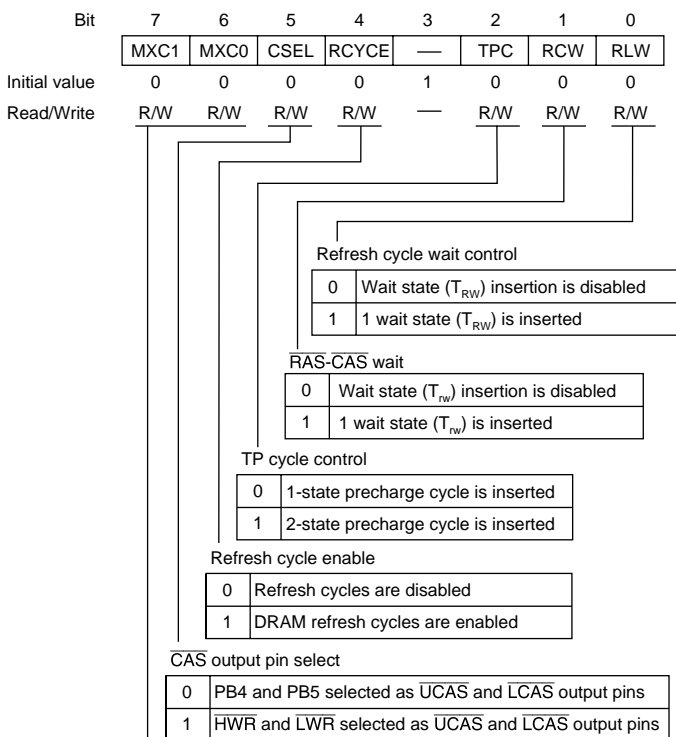 Bit 7 6 5 4 3 2 1 0
MXC1 MXC0 CSEL RCYCE — TPC RCW RLW
Initial value 0 0 0 0 1 0 0 0
Read/Write R/W R/W R/W R/W — R/W R/W R/W
Refresh cycle wait control
0 Wait state (TRW) insertion is disabled
1 1 wait state (TRW) is inserted
RAS-CAS wait
0 Wait state (Trw) insertion is disabled
1 1 wait state (Trw) is inserted
TP cycle control
0 1-state precharge cycle is inserted
1 2-state precharge cycle is inserted
Refresh cycle enable
0 Refresh cycles are disabled
1 DRAM refresh cycles are enabled
CAS output pin select
0 PB4 and PB5 selected as UCAS and LCAS output pins
1 HWR and LWR selected as UCAS and LCAS output pins